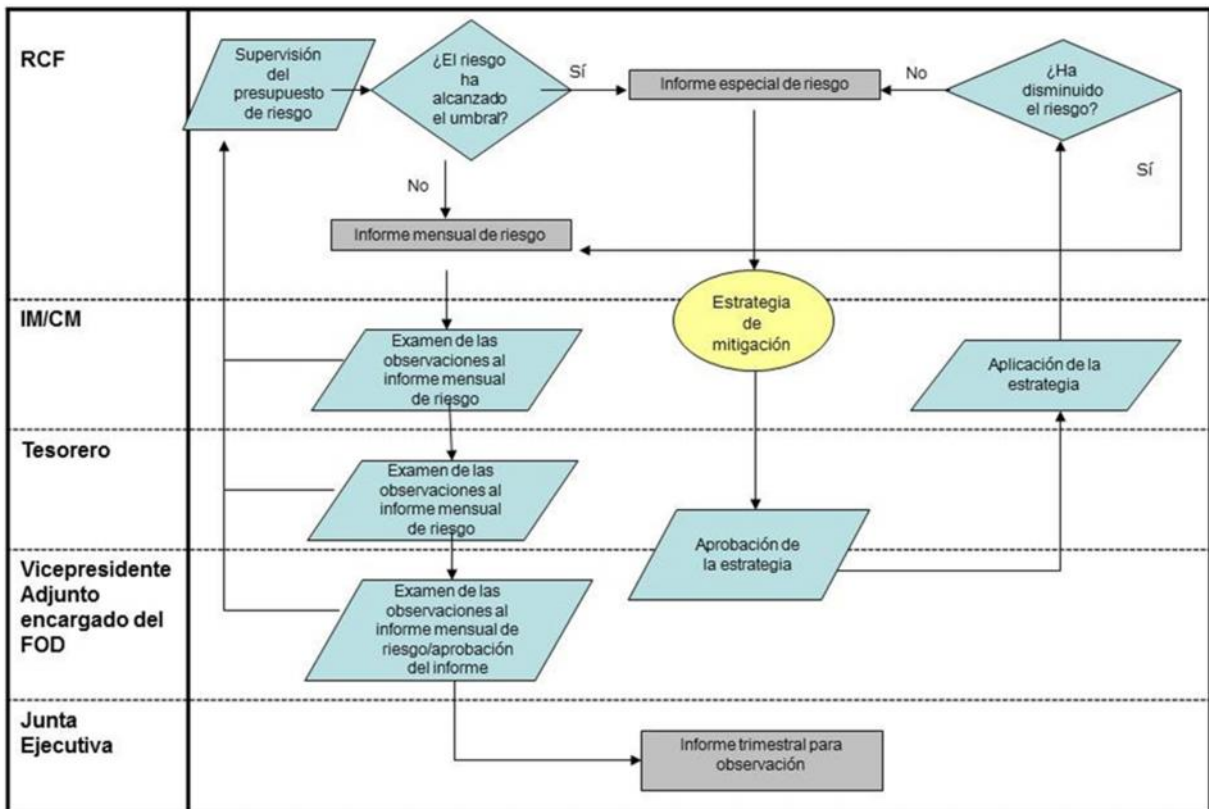 RCF
Supervisión
del
presupuesto
de riesgo
¿El riesgo
ha
alcanzado
el umbral?
Sí
Informe especial de riesgo
No
¿Ha
disminuido
el riesgo?
Sí
No
Informe mensual de riesgo
IM/CM
Examen de las
observaciones al
informe mensual
de riesgo
Estrategia
de
mitigación
Aplicación de la
estrategia
Tesorero
Examen de las
observaciones al
informe mensual
de riesgo
Aprobación de
la estrategia
Vicepresidente
Adjunto
encargado del
FOD
Examen de las
observaciones al
informe mensual de
riesgo/aprobación
del informe
Junta
Ejecutiva
Informe trimestral para
observación